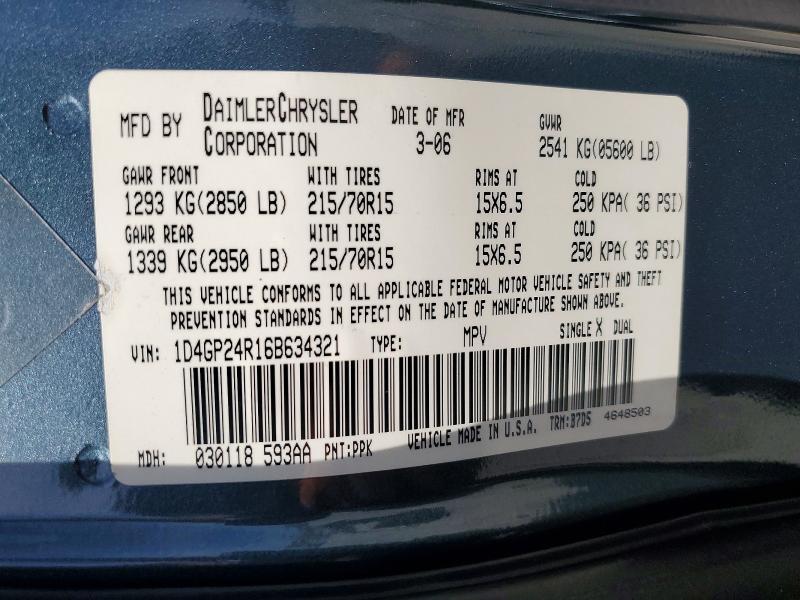 MFD BY DAIMLERCHRYSLER CORPORATION DATE OF MFR 3-06 GVWR 2541 KG(05600 LB)
GAWR FRONT WITH TIRES RIMS AT COLD
1293 KG(2850 LB) 215/70R15 15X6.5 250 KPA( 36 PSI)
GAWR REAR WITH TIRES RIMS AT COLD
1339 KG(2950 LB) 215/70R15 15X6.5 250 KPA( 36 PSI)
THIS VEHICLE CONFORMS TO ALL APPLICABLE FEDERAL MOTOR VEHICLE SAFETY AND THEFT
PREVENTION STANDARDS IN EFFECT ON THE DATE OF MANUFACTURE SHOWN ABOVE.
VIN: 1D4GP24R16B634321 TYPE: MPV SINGLE X DUAL
MDH: 030118 593AA PNT:PPK VEHICLE MADE IN U.S.A. TRM:B7D5 4648503